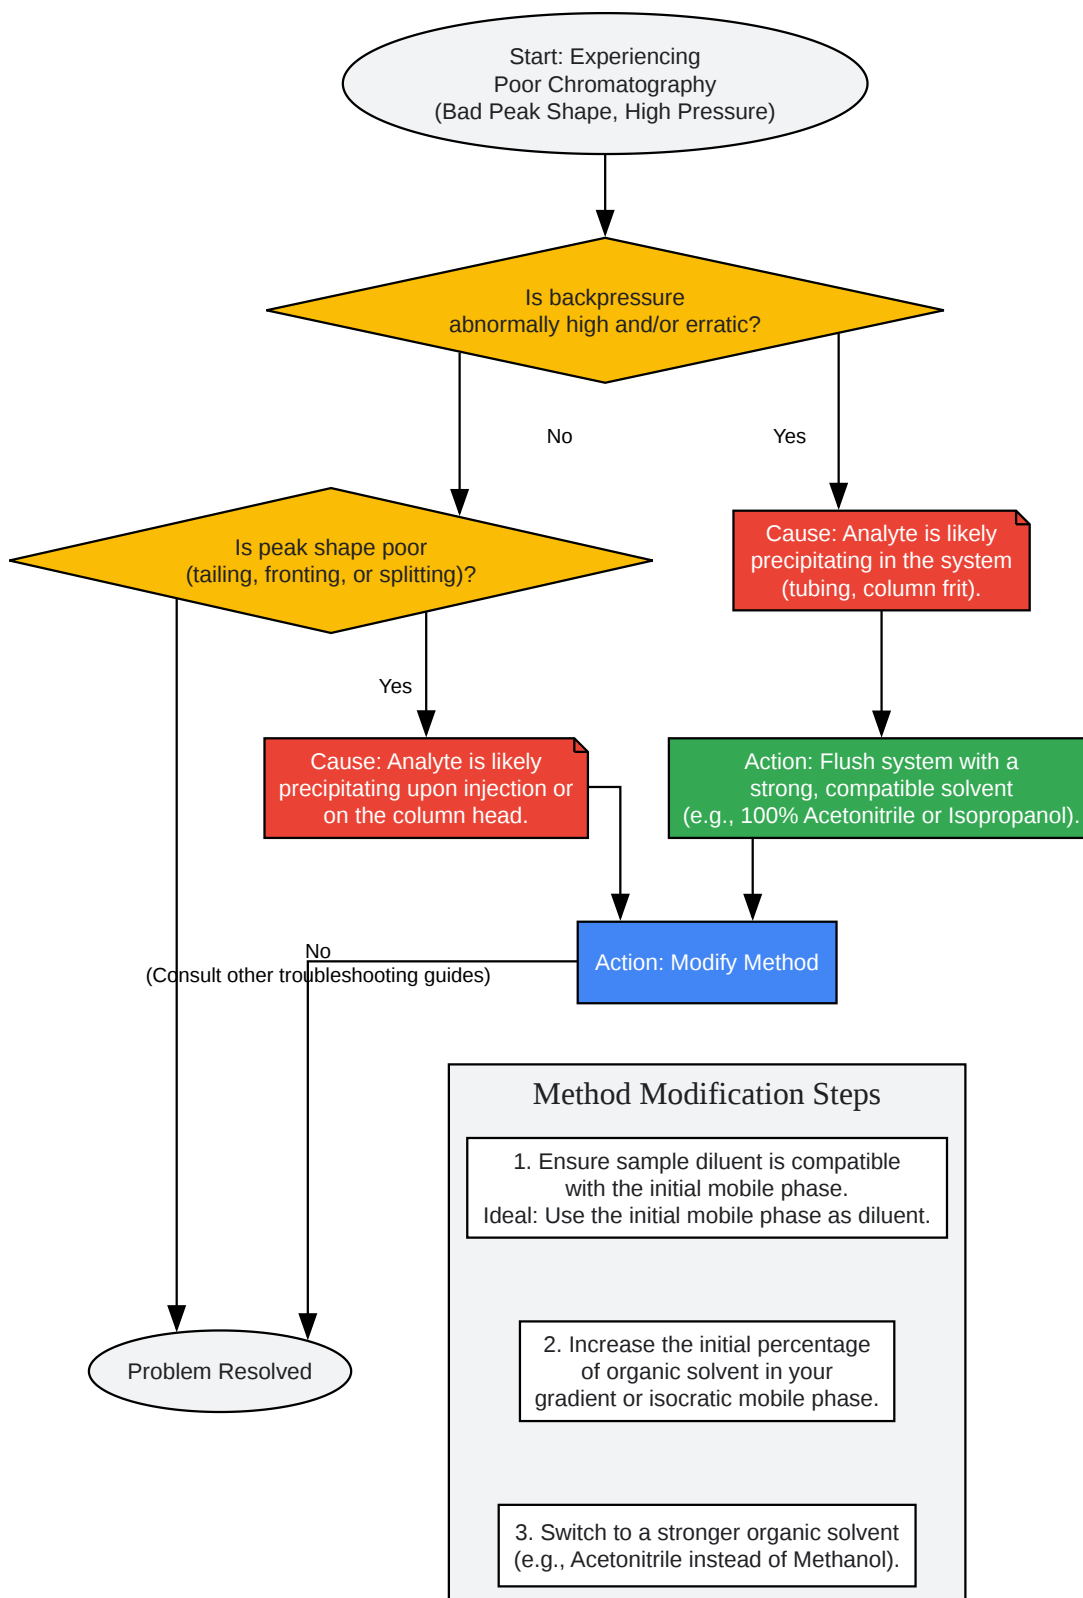 Start: Experiencing
Poor Chromatography
(Bad Peak Shape, High Pressure)
Is backpressure
abnormally high and/or erratic?
No
Yes
Is peak shape poor
(tailing, fronting, or splitting)?
Cause: Analyte is likely
precipitating in the system
(tubing, column frit).
Yes
Cause: Analyte is likely
precipitating upon injection or
on the column head.
Action: Flush system with a
strong, compatible solvent
(e.g., 100% Acetonitrile or Isopropanol).
No
(Consult other troubleshooting guides)
Action: Modify Method
Method Modification Steps
1. Ensure sample diluent is compatible
with the initial mobile phase.
Ideal: Use the initial mobile phase as diluent.
2. Increase the initial percentage
of organic solvent in your
gradient or isocratic mobile phase.
Problem Resolved
3. Switch to a stronger organic solvent
(e.g., Acetonitrile instead of Methanol).